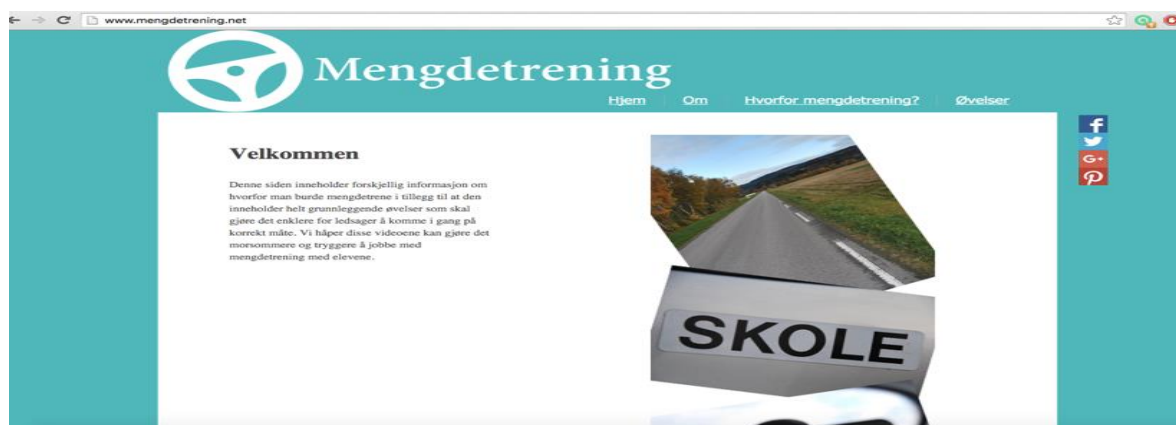 www.mengdetrening.net
Mengdetrening
Hjem Om Hvorfor mengdetrening? Øvelser
Velkommen
Denne siden inneholder forskjellig informasjon om
hvorfor man burde mengdetrene i tillegg til at den
inneholder helt grunnleggende øvelser som skal
gjøre det enklere for ledsager å komme i gang på
korrekt måte. Vi håper disse videoene kan gjøre det
morsommere og tryggere å jobbe med
mengdetrening med elevene.
SKOLE
f
G+